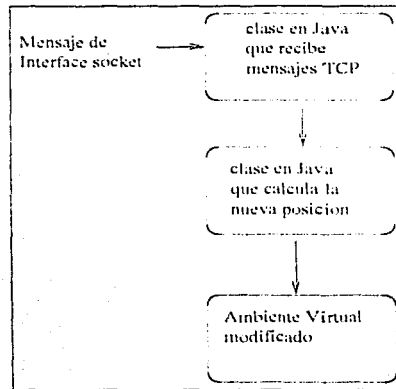 Mensaje de
Interface socket
clase en Java
que recibe
mensajes TCP
clase en Java
que calcula la
nueva posicion
Ambiente Virtual
modificado